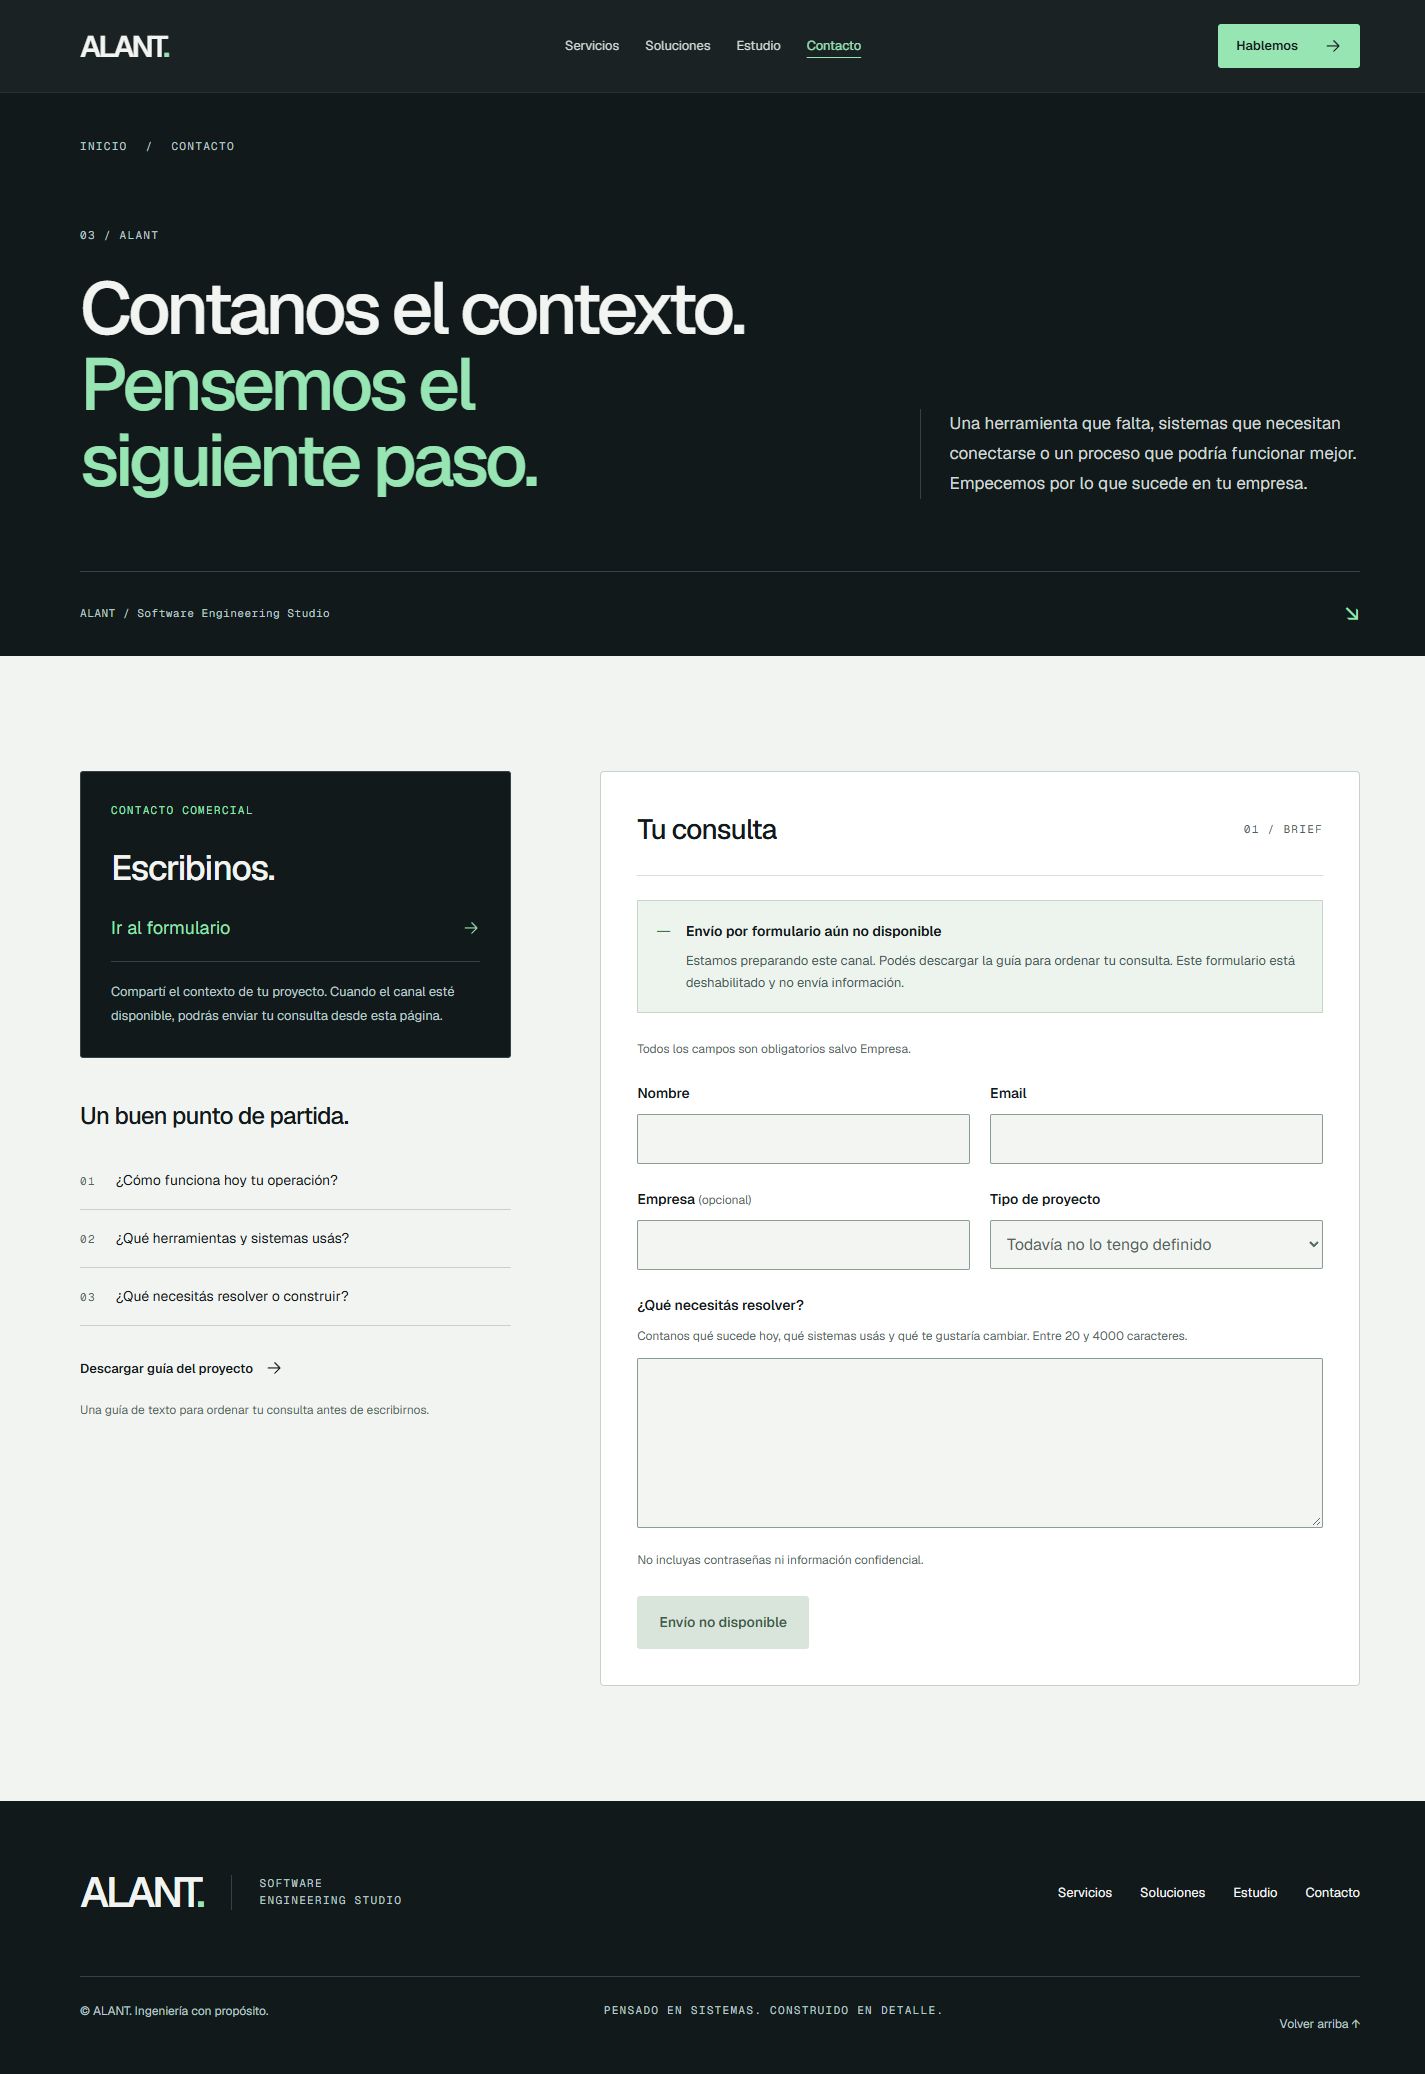 ALANT.
Servicios
Soluciones
Estudio
Contacto
Hablemos →
INICIO / CONTACTO
03 / ALANT
Contanos el contexto.
Pensemos el
siguiente paso.
Una herramienta que falta, sistemas que necesitan
conectarse o un proceso que podría funcionar mejor.
Empecemos por lo que sucede en tu empresa.
ALANT / Software Engineering Studio
CONTACTO COMERCIAL
Escribinos.
Ir al formulario →
Compartí el contexto de tu proyecto. Cuando el canal esté
disponible, podrás enviar tu consulta desde esta página.
Un buen punto de partida.
01 ¿Cómo funciona hoy tu operación?
02 ¿Qué herramientas y sistemas usás?
03 ¿Qué necesitás resolver o construir?
Descargar guía del proyecto →
Una guía de texto para ordenar tu consulta antes de escribirnos.
Tu consulta
01 / BRIEF
— Envío por formulario aún no disponible
Estamos preparando este canal. Podés descargar la guía para ordenar tu consulta. Este formulario está
deshabilitado y no envía información.
Todos los campos son obligatorios salvo Empresa.
Nombre
Email
Empresa (opcional)
Tipo de proyecto
Todavía no lo tengo definido
¿Qué necesitás resolver?
Contanos qué sucede hoy, qué sistemas usás y qué te gustaría cambiar. Entre 20 y 4000 caracteres.
No incluyas contraseñas ni información confidencial.
Envío no disponible
ALANT.
SOFTWARE
ENGINEERING STUDIO
Servicios
Soluciones
Estudio
Contacto
© ALANT. Ingeniería con propósito.
PENSADO EN SISTEMAS. CONSTRUIDO EN DETALLE.
Volver arriba ↑